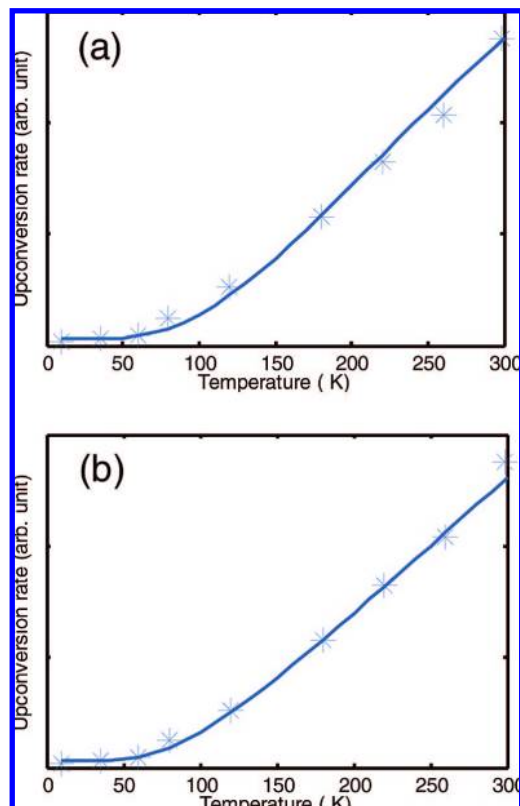 (a)
Upconversion rate (arb. unit)
0 50 100 150 200 250 300
Temperature ( K)
(b)
Upconversion rate (arb. unit)
0 50 100 150 200 250 300
Temperature ( K)